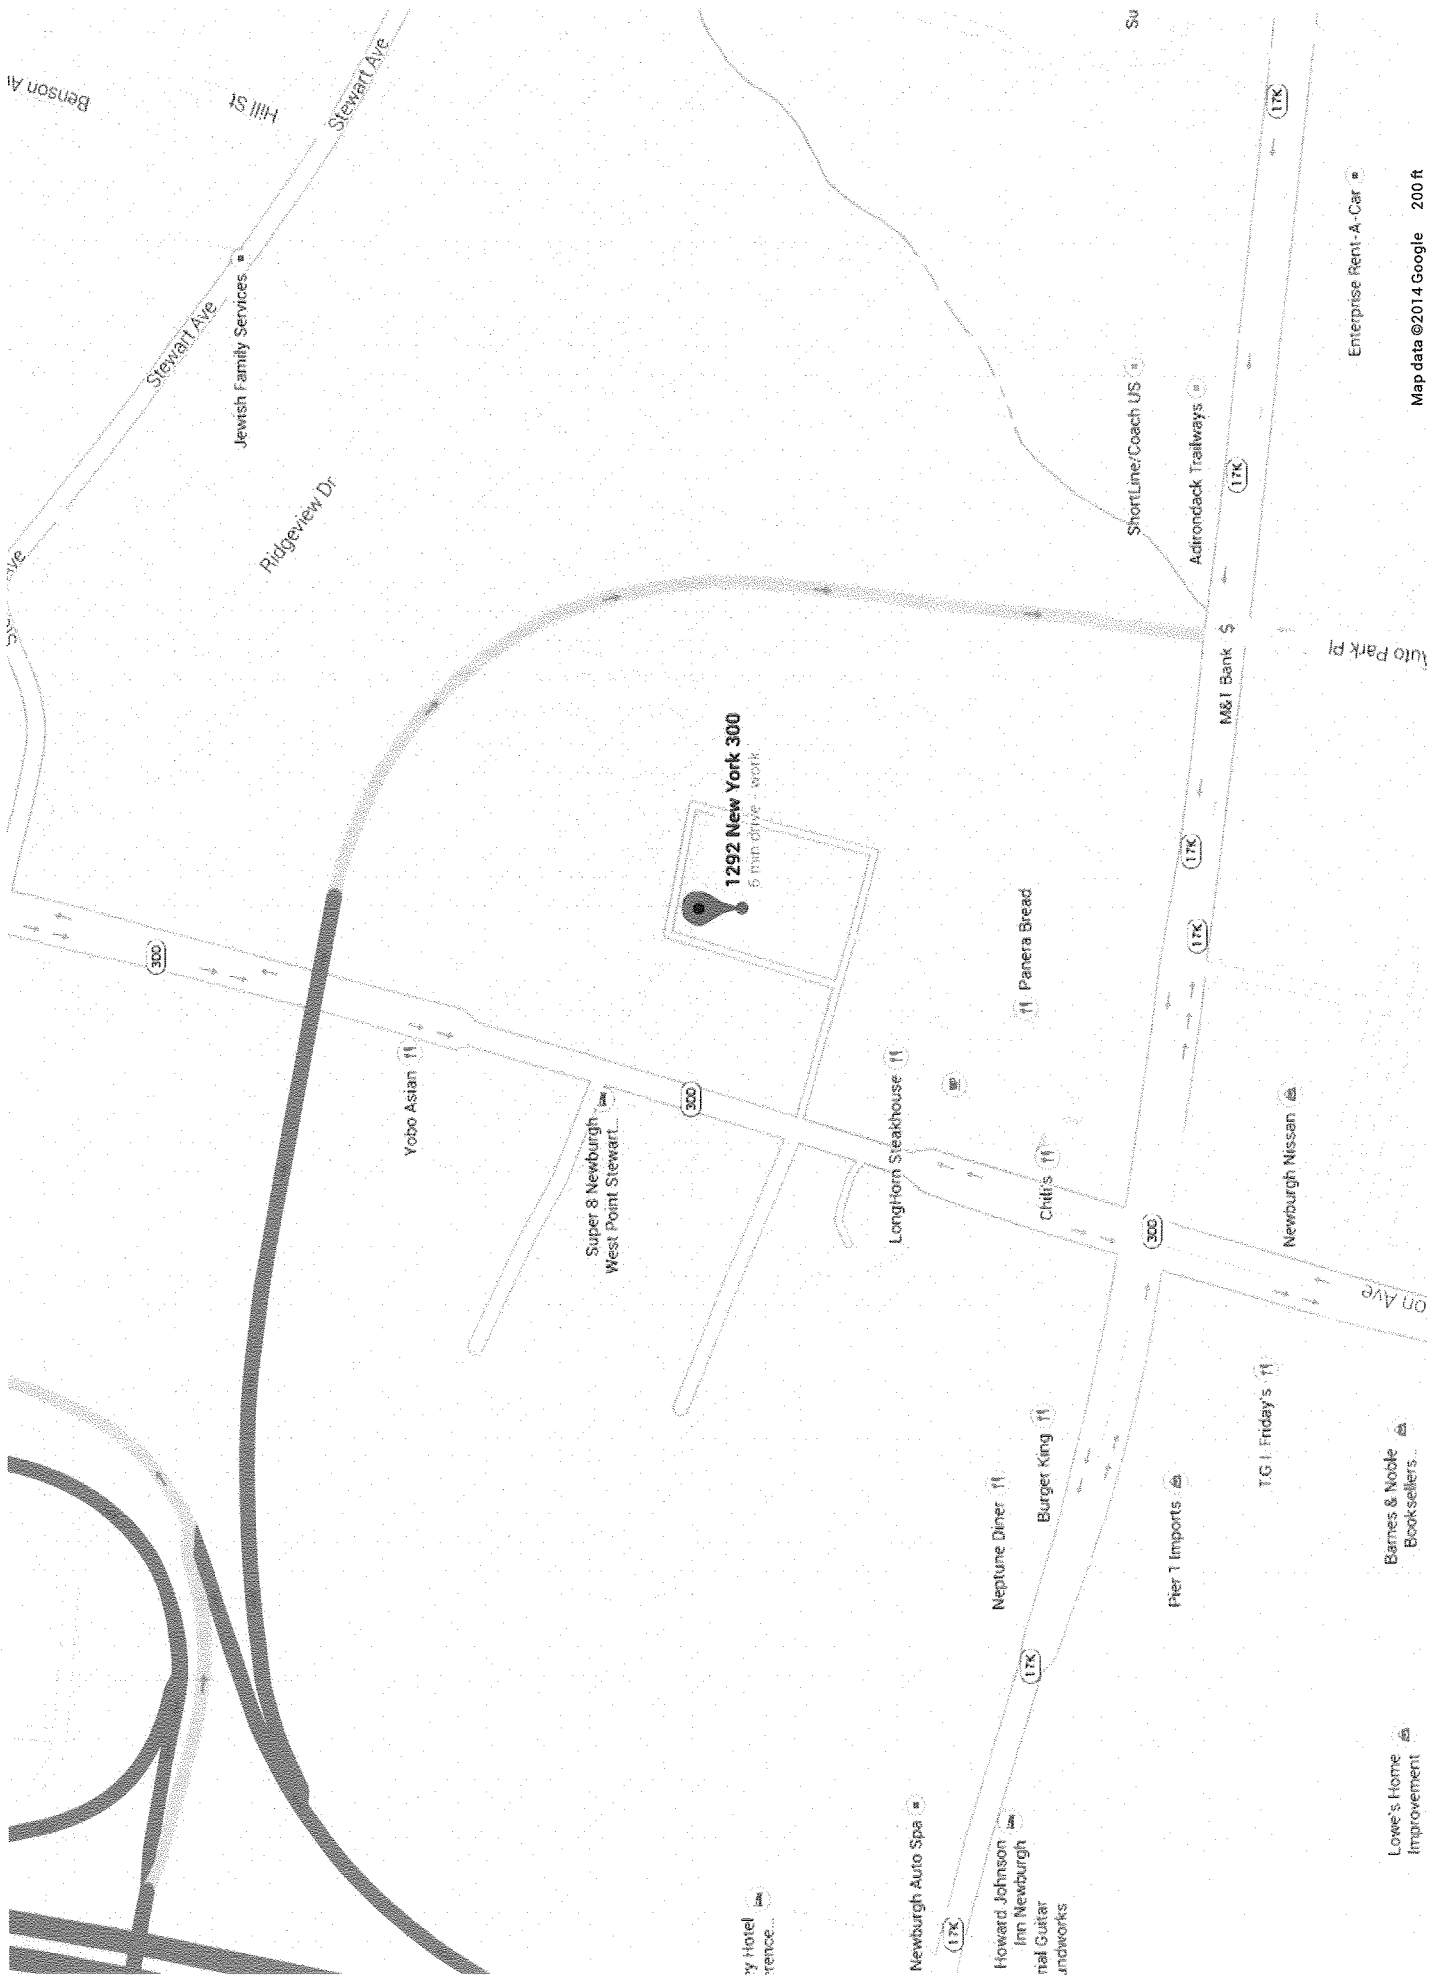 Newburgh Auto Spa
17K
Howard Johnson
Inn Newburgh
Lowe's Home
Improvement
17K
Neptune Diner
Burger King
Pier 1 Imports
T.G.I. Friday's
Barnes & Noble
Booksellers...
Super 8 Newburgh
West Point Stewart...
Yobo Asian
LongHorn Steakhouse
Chili's
300
Newburgh Nissan
300
300
Panera Bread
17K
1292 New York 300
5 min drive - work
17K
M&T Bank
Park Pl
Ridgeview Dr
ShortLine/Coach US
Adirondack Trailways
17K
Stewart Ave
Jewish Family Services
Enterprise Rent-A-Car
Stewart Ave
Hill St
Benson
17K
Map data ©2014 Google
200 ft